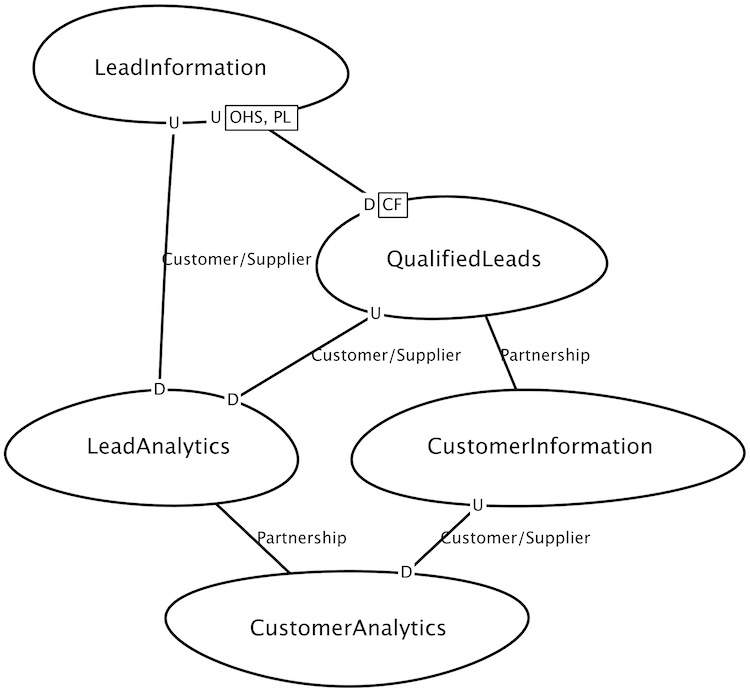 LeadInformation
U
U
OHS, PL
D
CF
Customer/Supplier
QualifiedLeads
U
Customer/Supplier
Partnership
D
D
LeadAnalytics
CustomerInformation
U
Partnership
Customer/Supplier
D
CustomerAnalytics